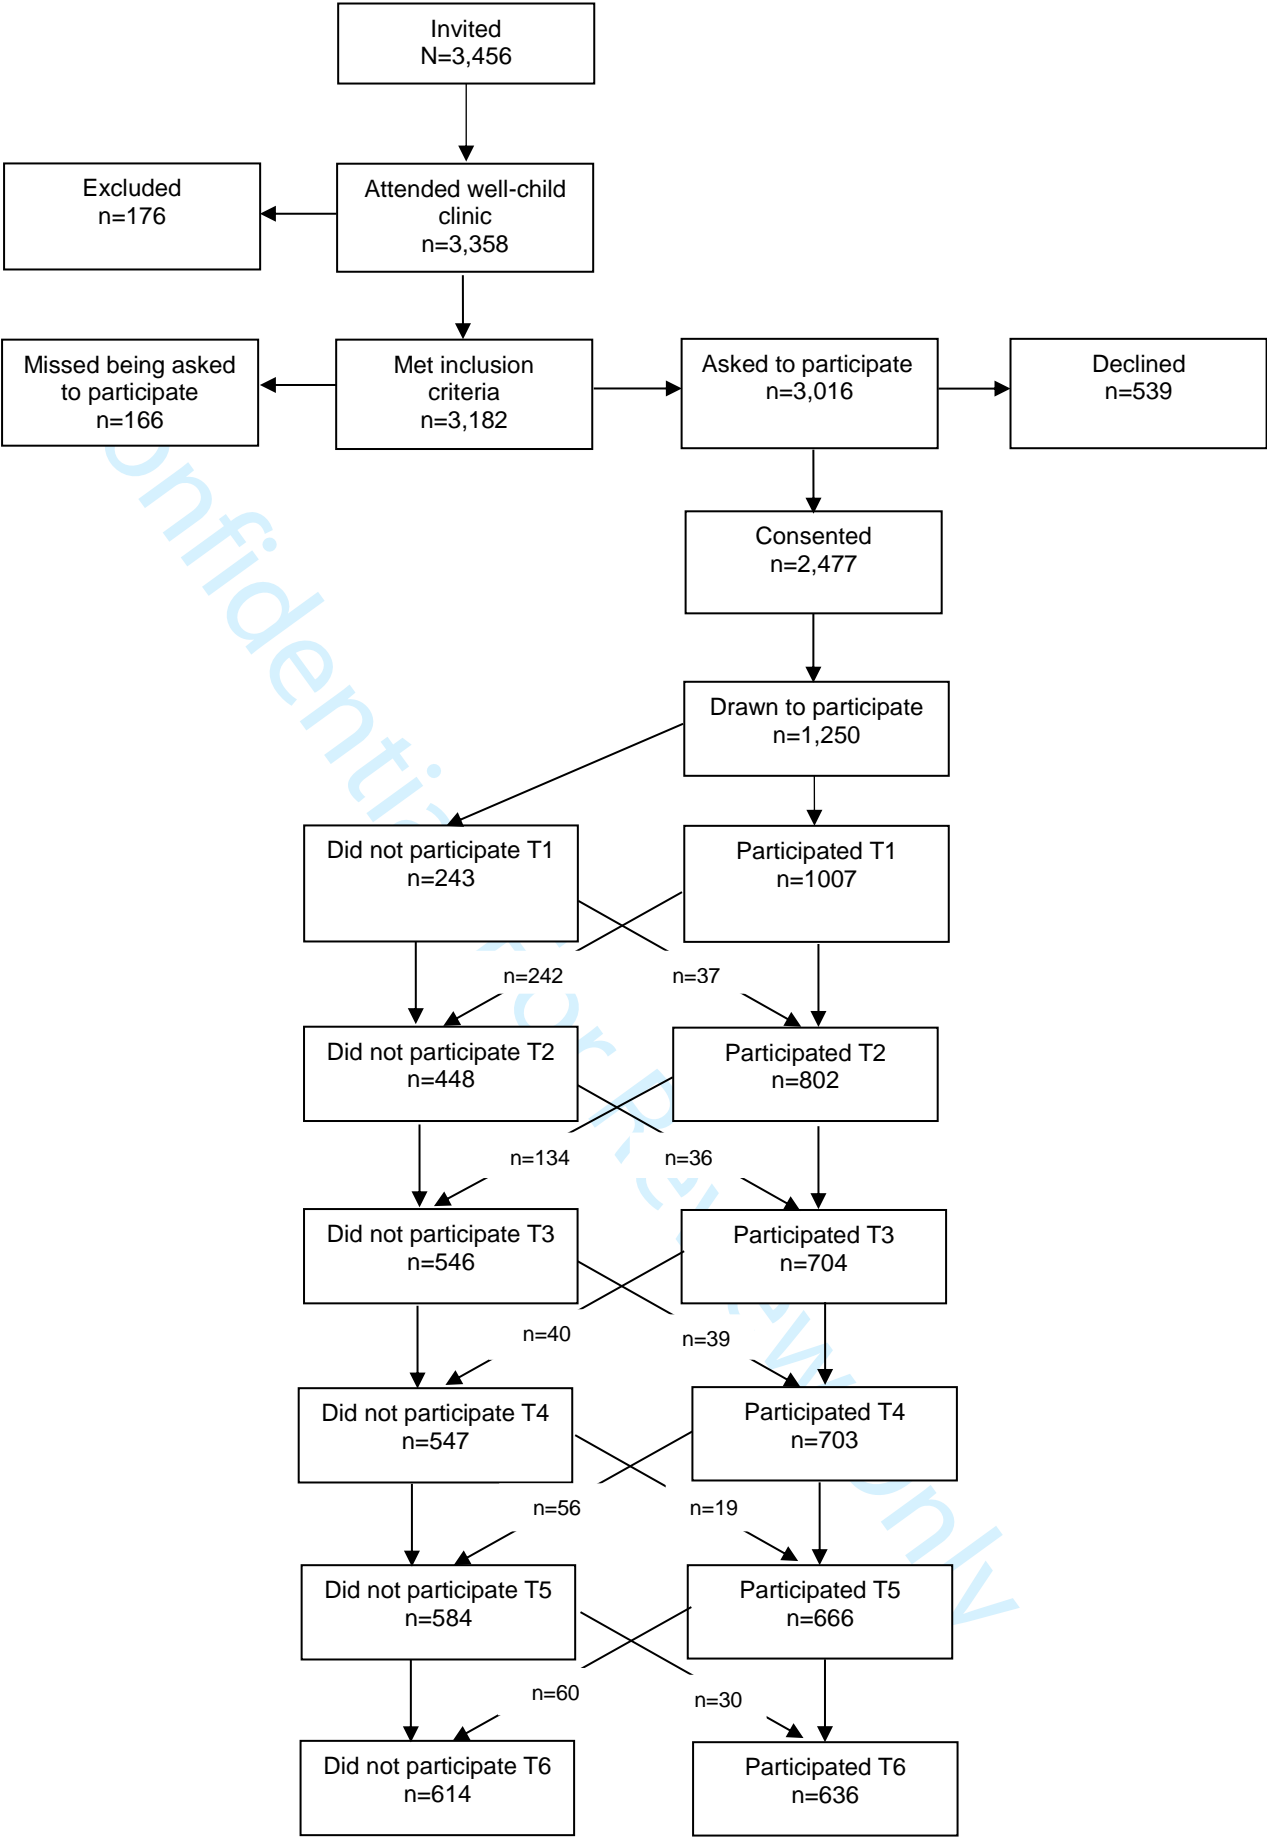 Invited
N=3,456
Excluded
n=176
Attended well-child
clinic
n=3,358
Missed being asked
to participate
n=166
Met inclusion
criteria
n=3,182
Asked to participate
n=3,016
Declined
n=539
Consented
n=2,477
Drawn to participate
n=1,250
Did not participate T1
n=243
Participated T1
n=1007
n=242
n=37
Did not participate T2
n=448
Participated T2
n=802
n=134
n=36
Did not participate T3
n=546
Participated T3
n=704
n=40
n=39
Did not participate T4
n=547
Participated T4
n=703
n=56
n=19
Did not participate T5
n=584
Participated T5
n=666
n=60
n=30
Did not participate T6
n=614
Participated T6
n=636